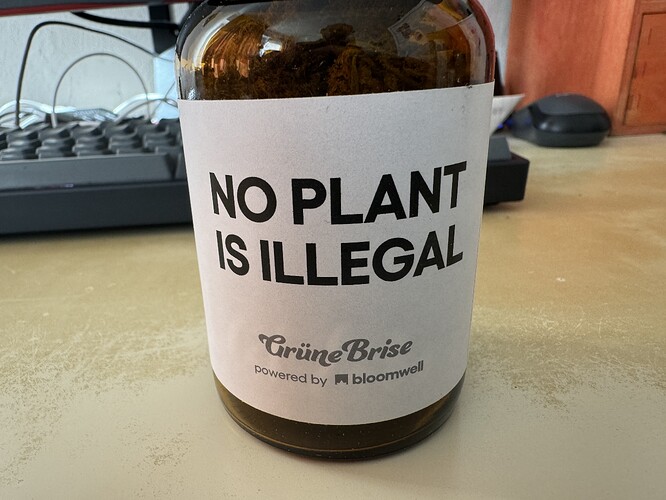 NO PLANT
IS ILLEGAL
GrüneBrise
powered by bloomwell